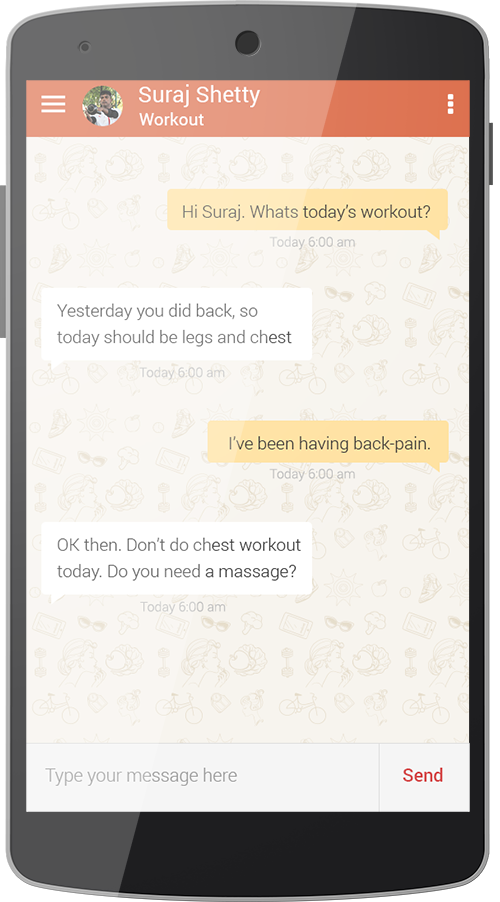 Suraj Shetty
Workout
Hi Suraj. Whats today's workout?
Today 6:00 am
Yesterday you did back, so
today should be legs and chest
Today 6:00 am
I've been having back-pain.
Today 6:00 am
OK then. Don't do chest workout
today. Do you need a massage?
Today 6:00 am
Type your message here
Send